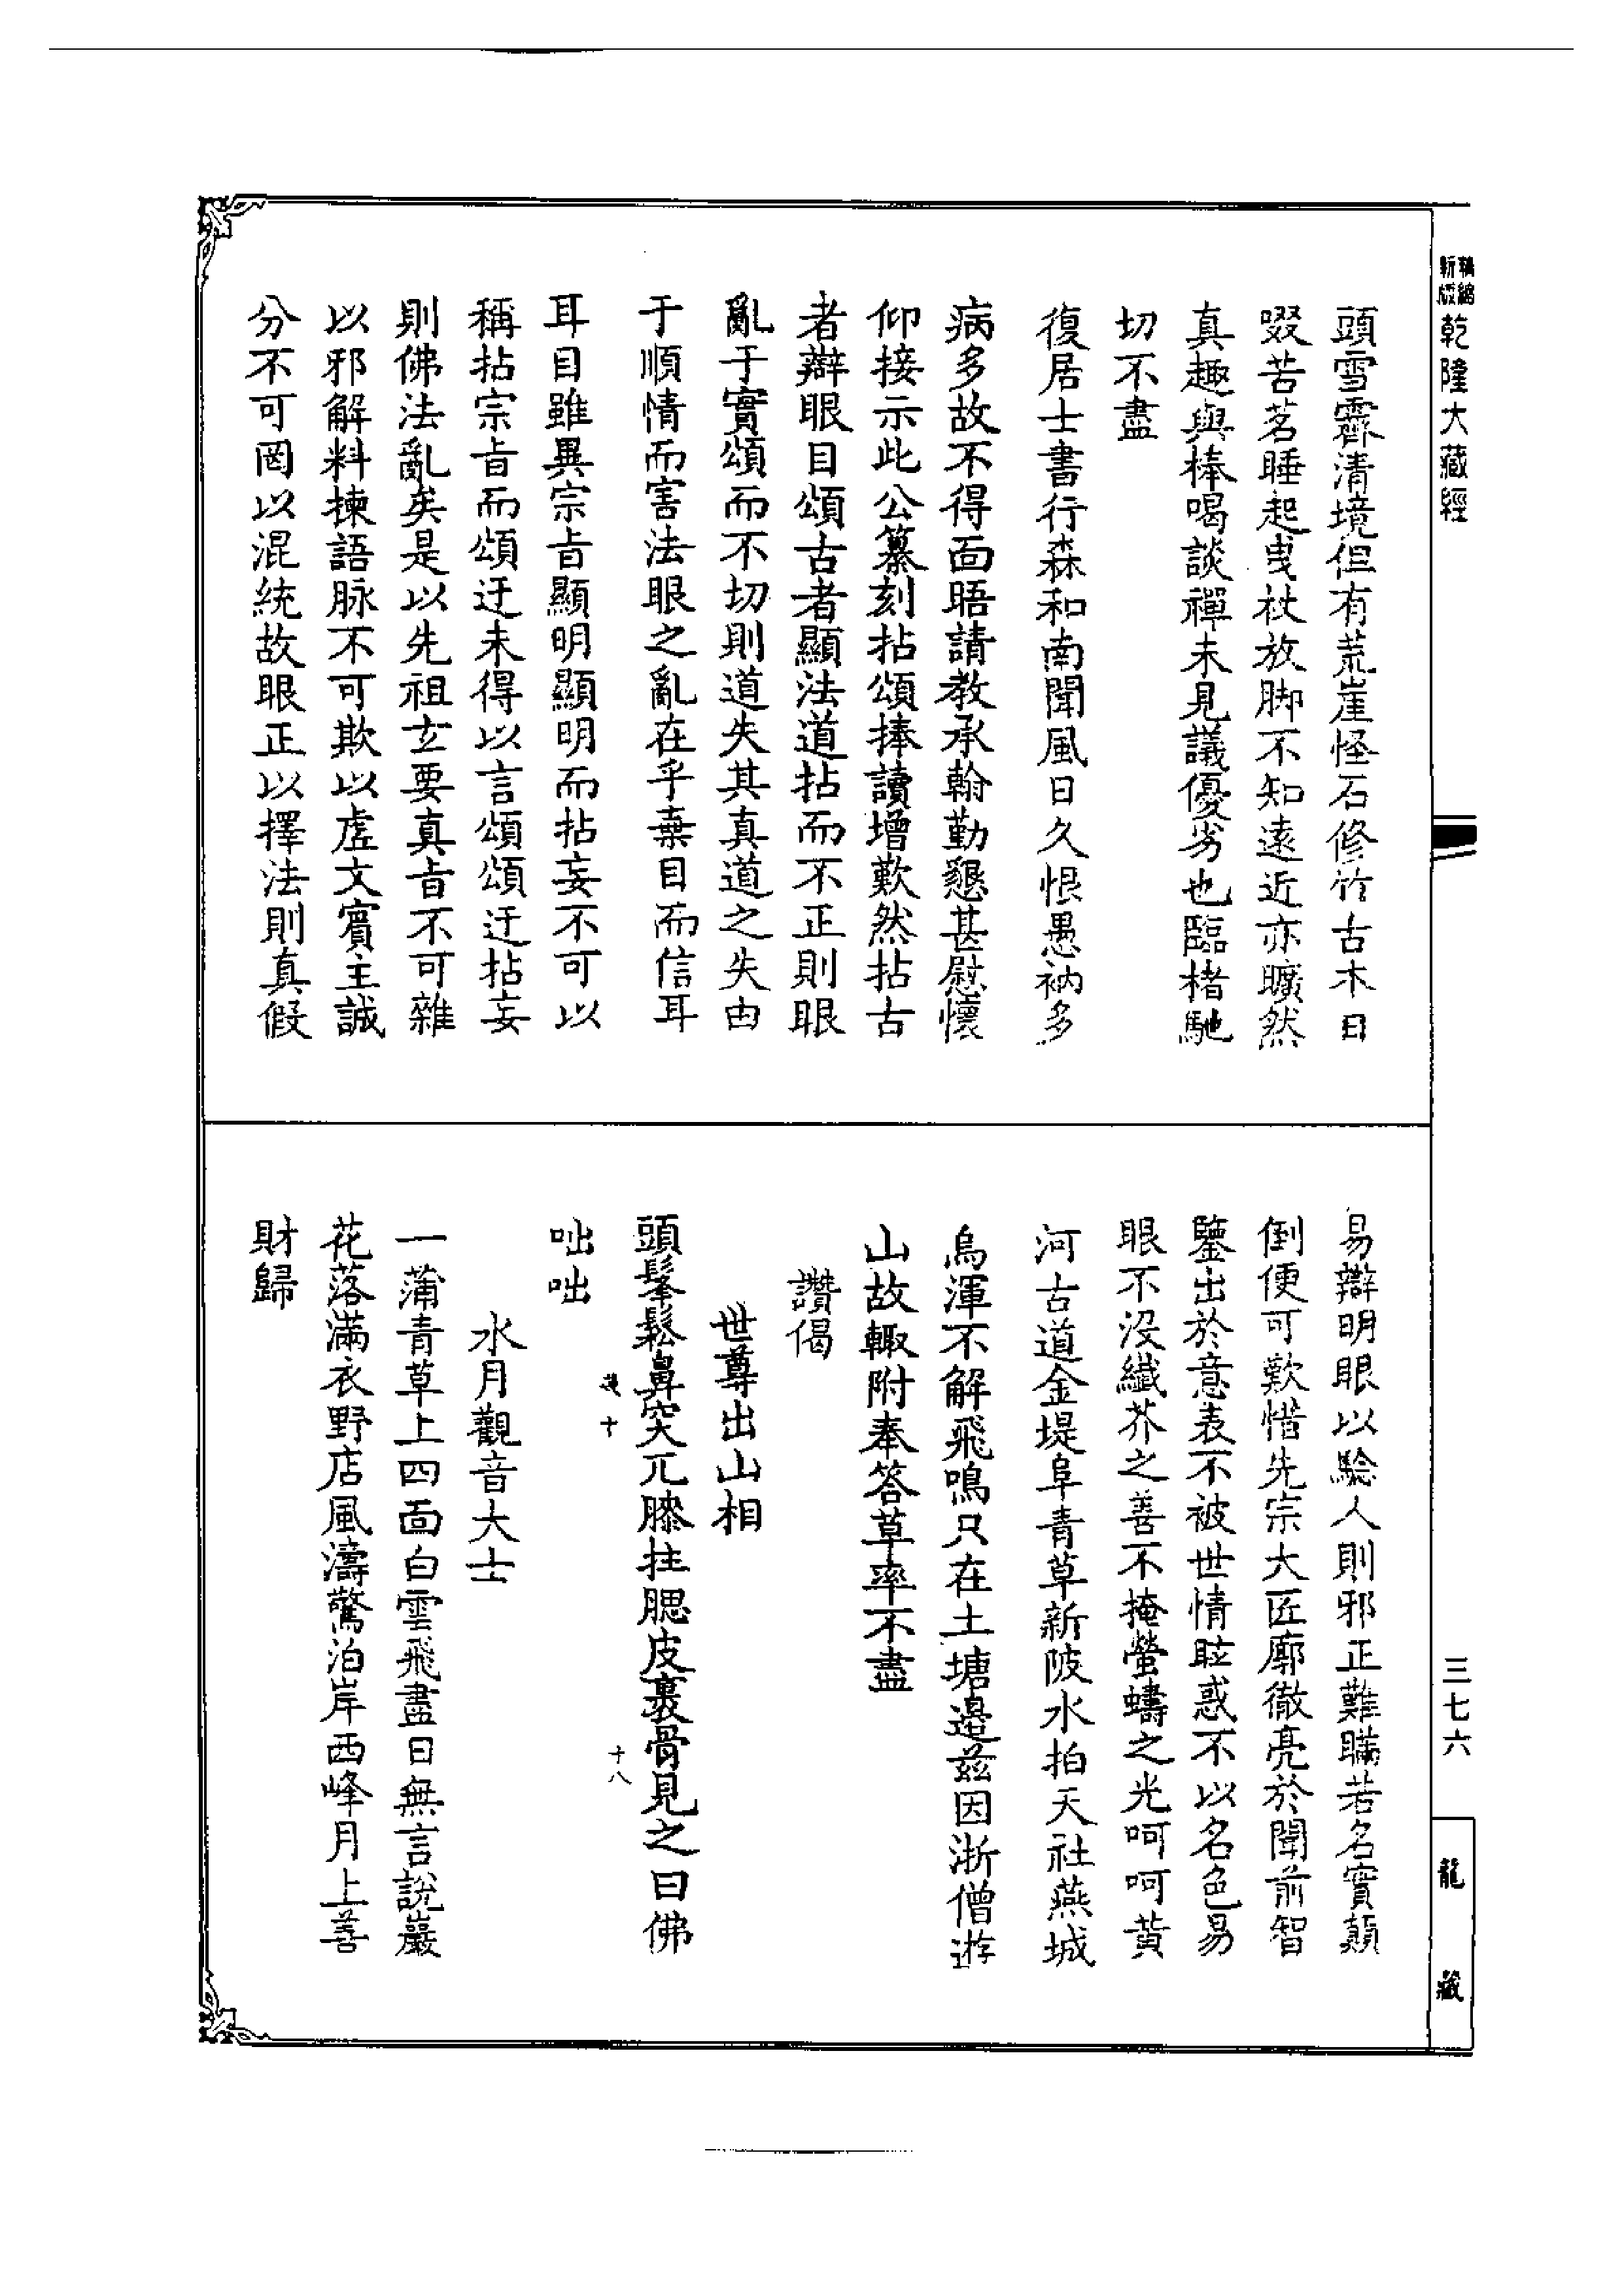 新編縮版乾隆大藏經
頭雪霽清境但有荒崖怪石修竹古木日
啜苦茗睡起曳杖放脚不知遠近亦曠然
真趣與棒喝談禪未見議優劣也臨楮馳
切不盡
復居士書行森和南聞風日久恨愚衲多
病多故不得面晤請教承翰勤懇甚慰懷
仰接示此公纂刻拈頌捧讀增歎然拈古
者辯眼目頌古者顯法道拈而不正則眼
亂于實頌而不切則道失其真道之失由
于順情而害法眼之亂在乎棄目而信耳
耳目雖異宗旨顯明顯明而拈妄不可以
稱拈宗旨而頌迂未得以言頌頌迂拈妄
則佛法亂矣是以先祖玄要真旨不可雜
以邪解料揀語脉不可欺以虛文賓主誠
分不可罔以混統故眼正以擇法則真假
易辯明眼以驗人則邪正難瞞若名實顛
倒便可歎惜先宗大匠廓徹亮於聞前智
鑒出於意表不被世情眩惑不以名色易
眼不沒纖芥之善不掩螢蠨之光呵呵黃
河古道金堤阜青草新陂水拍天社燕城
烏渾不解飛鳴只在土塘邊茲因浙僧遊
山故輙附奉答草率不盡
讚偈
世尊出山相
頭髼鬆鼻突兀膝拄腮皮裹骨見之曰佛
咄咄
水月觀音大士
一蒲青草上四面白雲飛盡日無言說巖
花落滿衣野店風濤驚泊岸西峰月上善
財歸
十
十八
三七六
龍藏